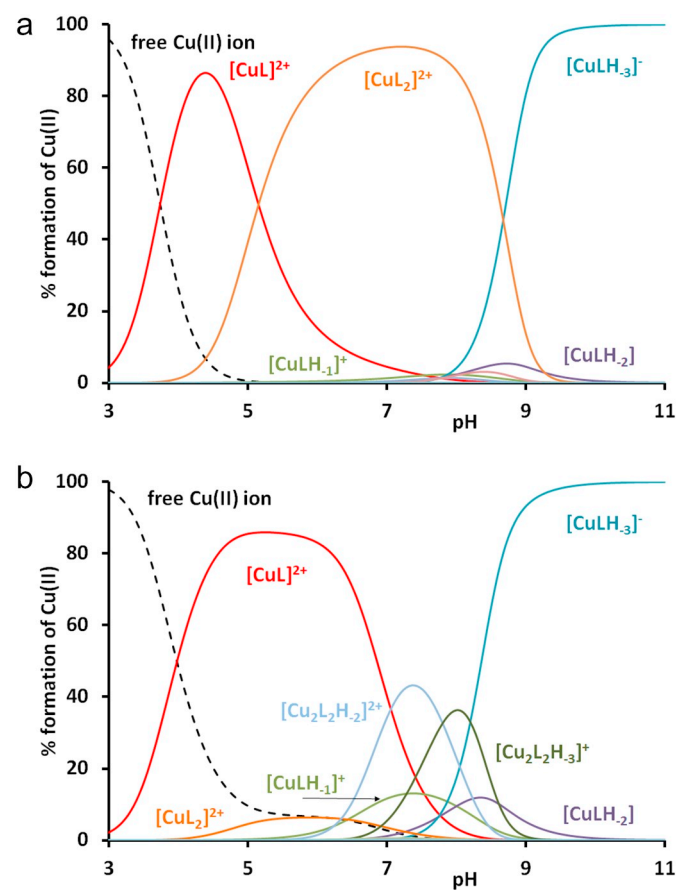 a
100
free Cu(II) ion
[CuL]²⁺
[CuL₂]²⁺
[CuLH₋₃]⁻
80
60
40
20
0
% formation of Cu(II)
[CuLH₋₁]⁺
[CuLH₋₂]
3
5
7
9
11
pH
b
100
free Cu(II) ion
[CuLH₋₃]⁻
80
[CuL]²⁺
60
40
20
0
% formation of Cu(II)
[Cu₂L₂H₋₂]²⁺
[Cu₂L₂H₋₃]⁺
[CuLH₋₁]⁺
[CuL₂]²⁺
[CuLH₋₂]
3
5
7
9
11
pH